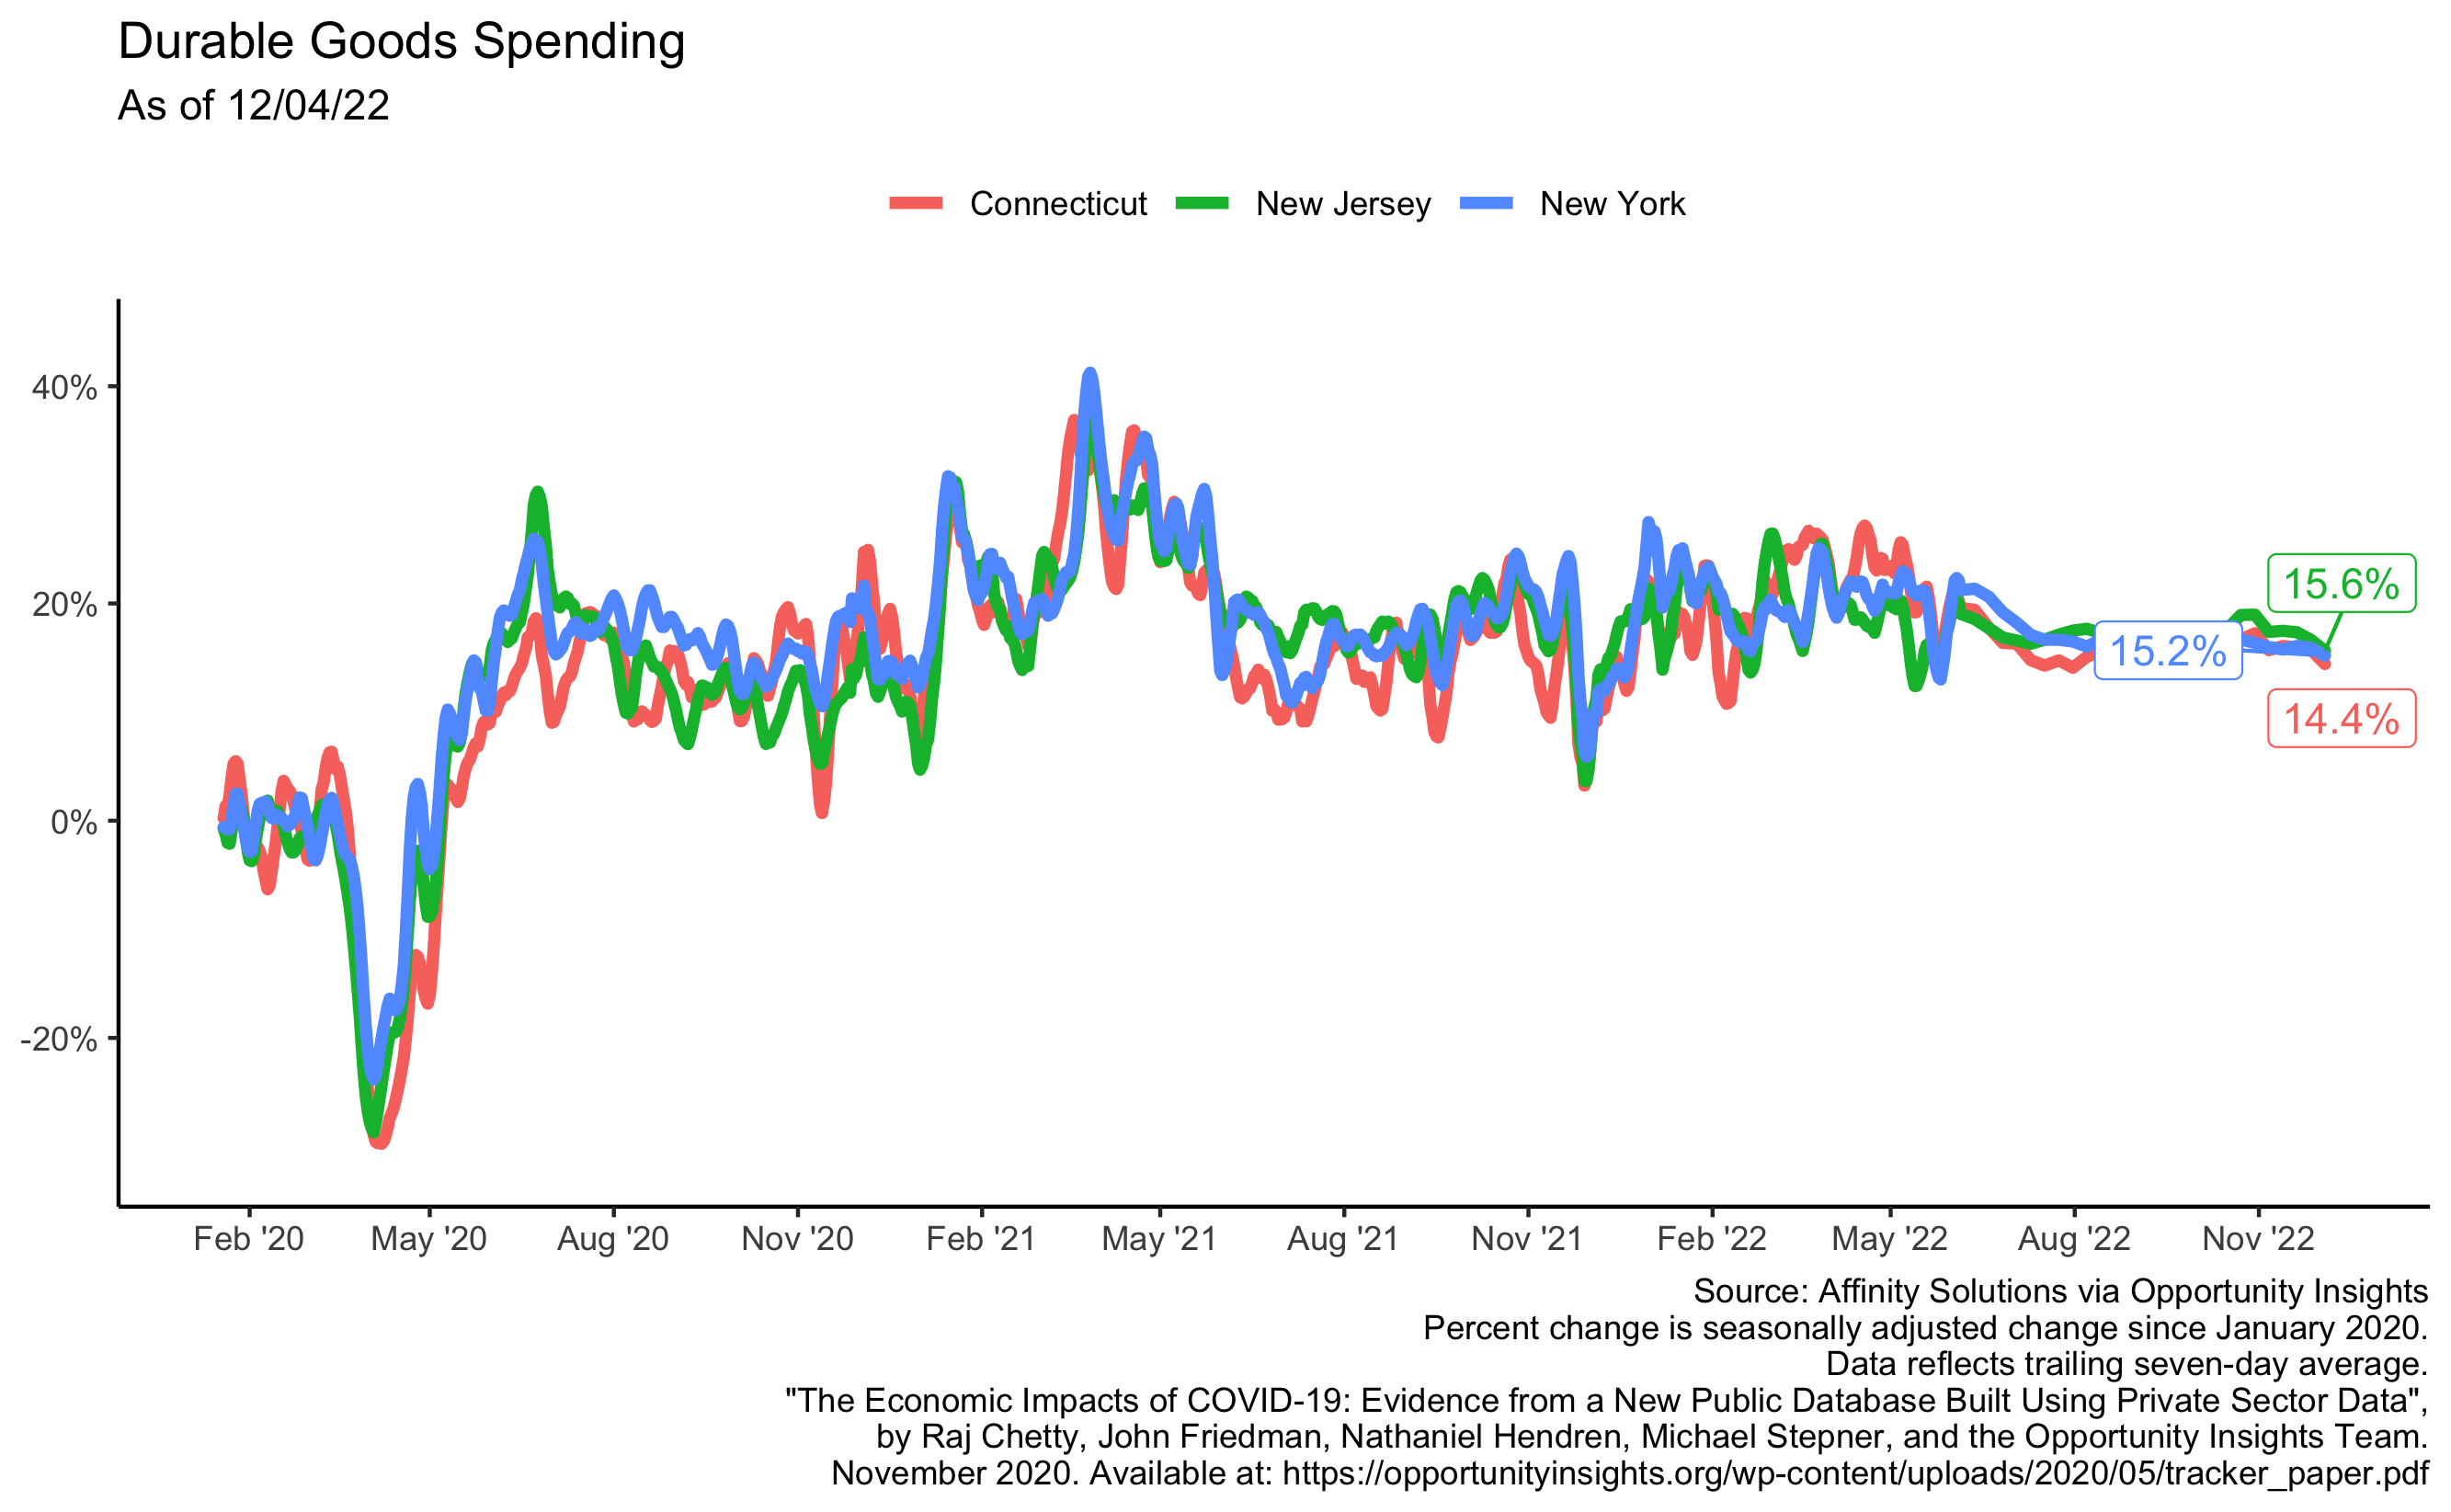 Durable Goods Spending
As of 12/04/22
Connecticut New Jersey New York
40%
20%
0%
-20%
15.6%
15.2%
14.4%
Feb '20 May '20 Aug '20 Nov '20 Feb '21 May '21 Aug '21 Nov '21 Feb '22 May '22 Aug '22 Nov '22
Source: Affinity Solutions via Opportunity Insights
Percent change is seasonally adjusted change since January 2020.
Data reflects trailing seven-day average.
"The Economic Impacts of COVID-19: Evidence from a New Public Database Built Using Private Sector Data",
by Raj Chetty, John Friedman, Nathaniel Hendren, Michael Stepner, and the Opportunity Insights Team.
November 2020. Available at: https://opportunityinsights.org/wp-content/uploads/2020/05/tracker_paper.pdf